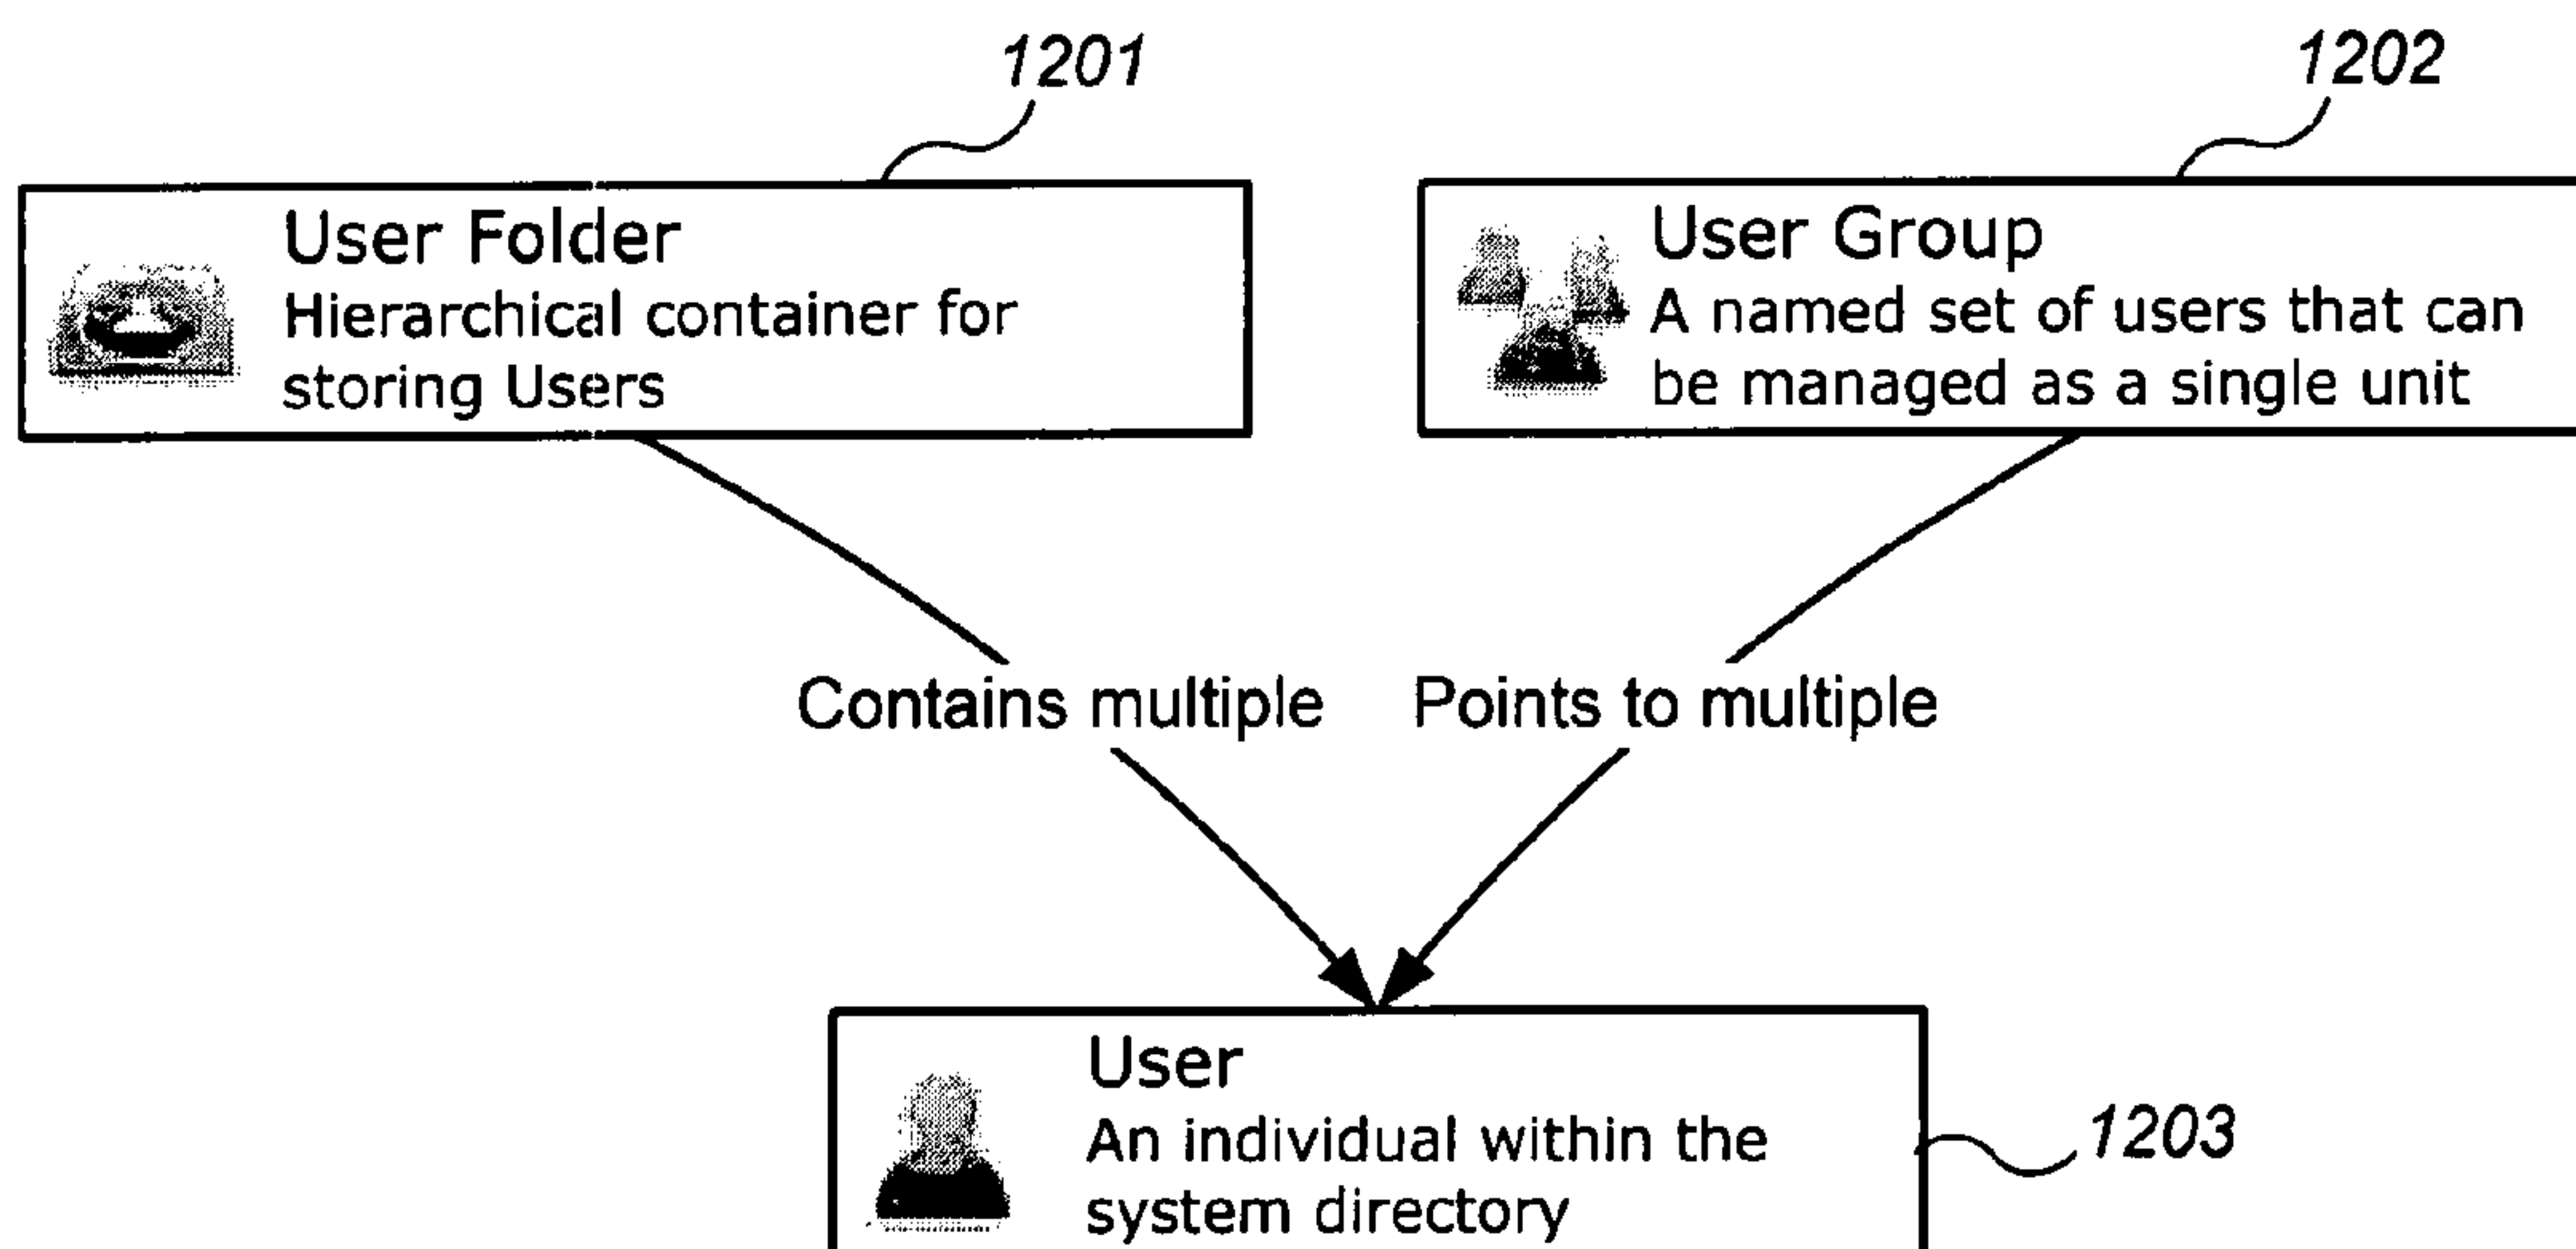 1201
1202
User Folder
Hierarchical container for
storing Users
User Group
A named set of users that can
be managed as a single unit
Contains multiple
Points to multiple
User
An individual within the
system directory
1203